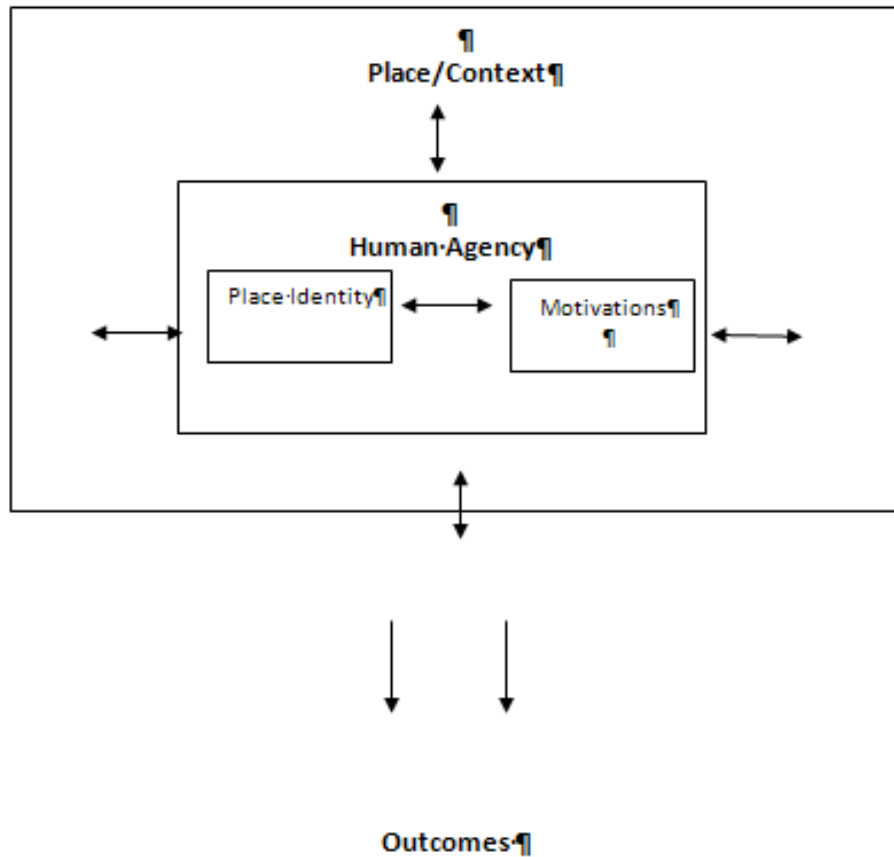 ¶
Place/Context¶
¶
Human·Agency¶
Place·Identity¶
Motivations¶
¶
Outcomes·¶